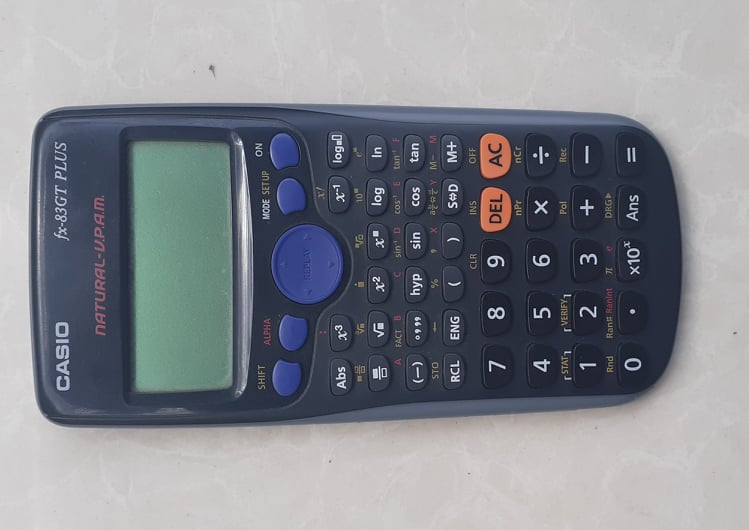 CASIO fx-83GT PLUS
NATURAL-V.P.A.M.
SHIFT ALPHA REPLAY MODE SETUP ON
x!
Abs x³ x² x■ x⁻¹ log■□
STO
√■ log ln
FACT
(−) °’” hyp sin cos tan
RCL ENG ( ) S⇔D M+
CLR INS OFF
7 8 9 DEL AC
STAT VERIFY nPr nCr
4 5 6 × ÷
Pol Rec
1 2 3 + −
Rnd Ran# RanInt π e DRG▸
0 . ×10ˣ Ans =